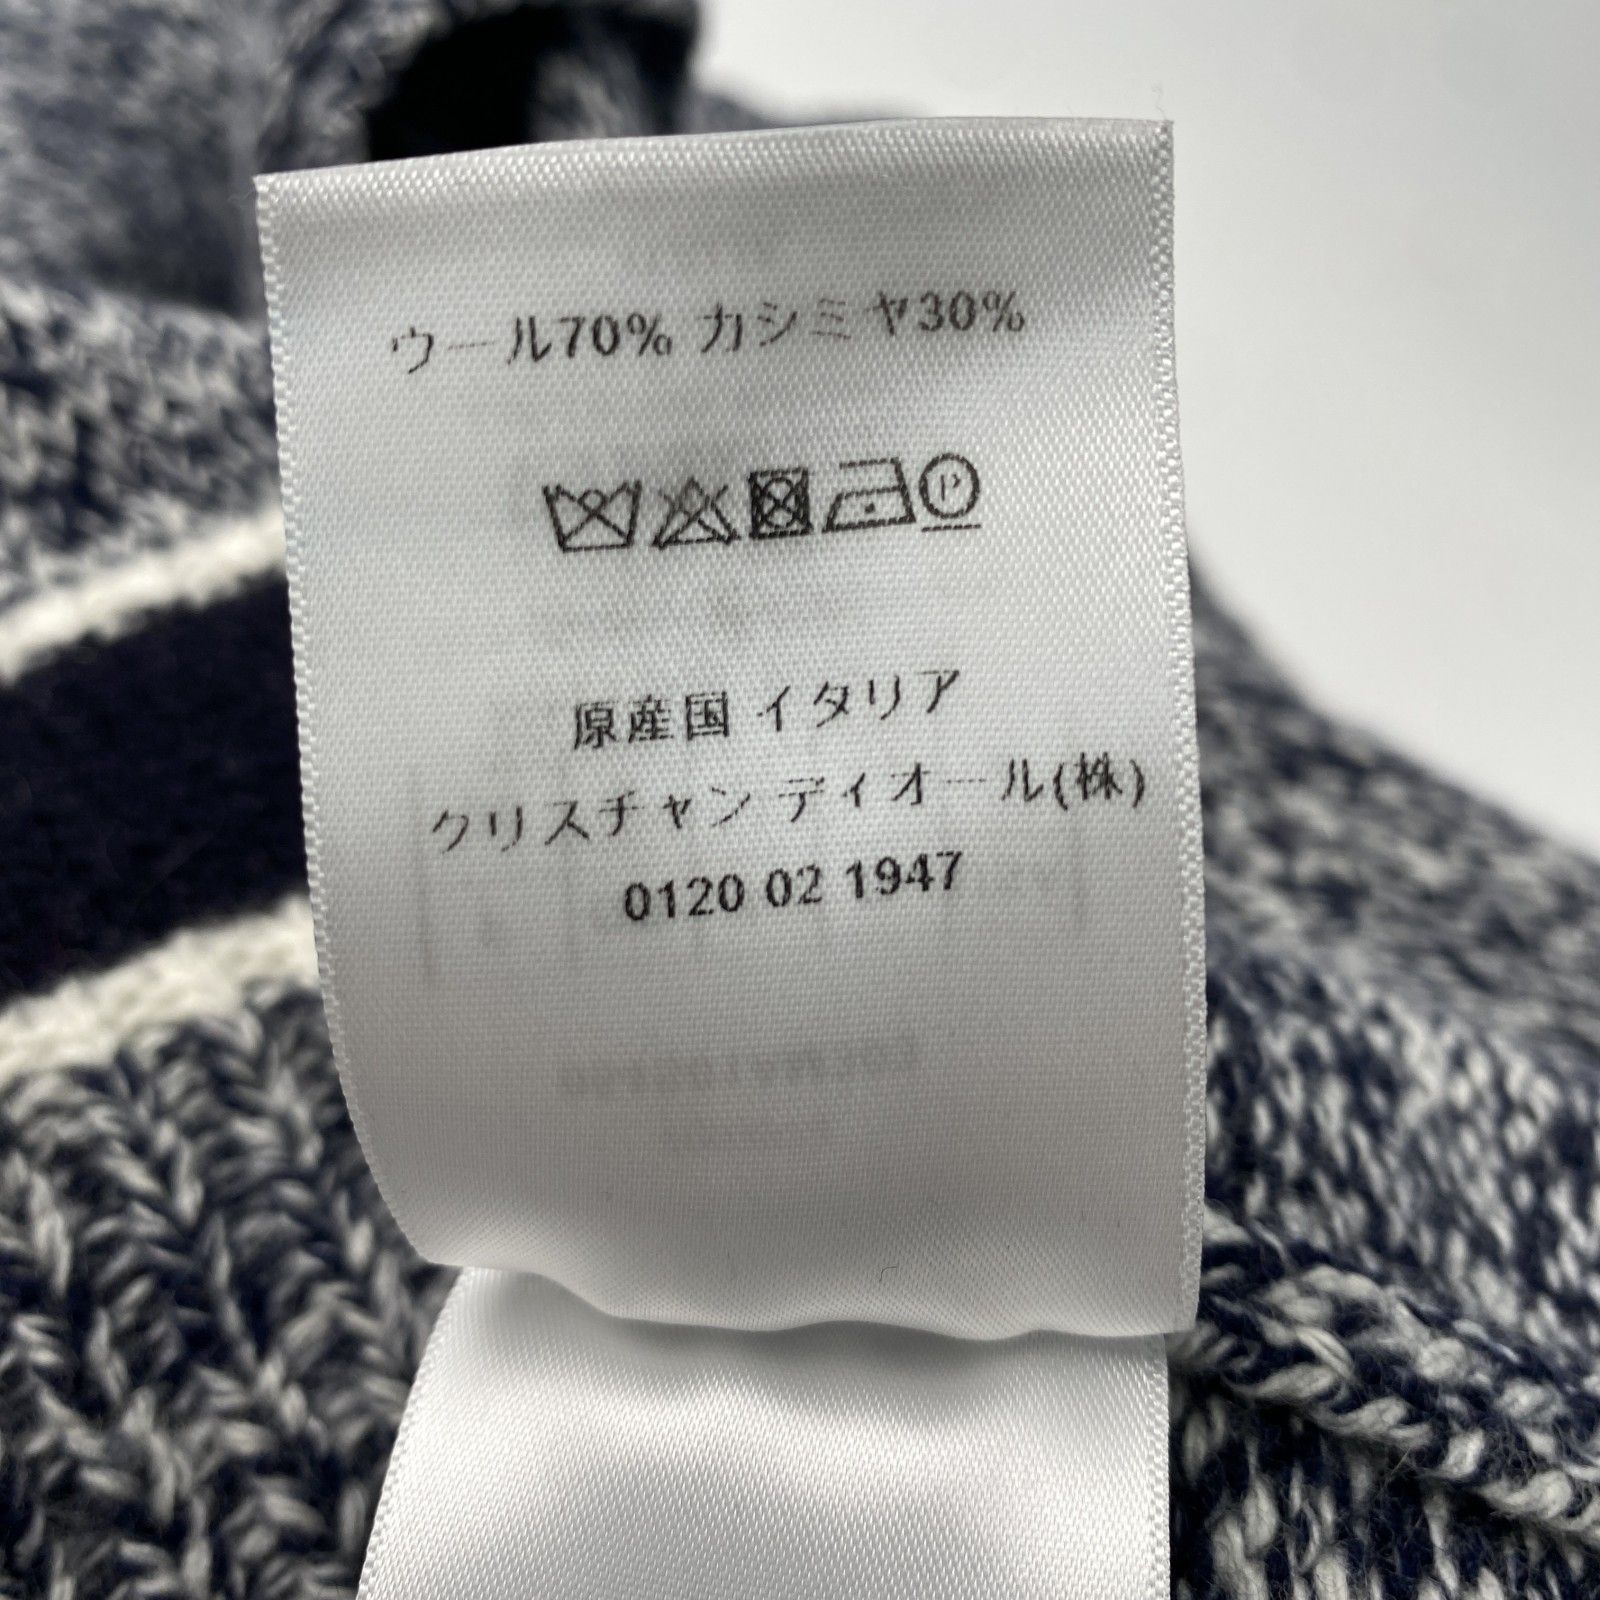 ウール70% カシミヤ30%
P
原産国 イタリア
クリスチャン ディオール(株)
0120 02 1947